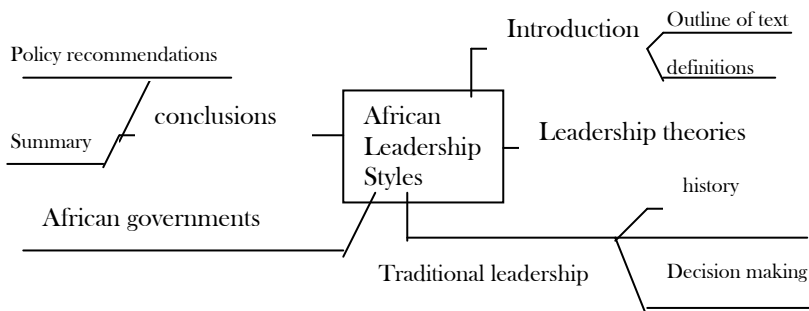 Introduction
Outline of text
definitions
Policy recommendations
conclusions
Summary
African
Leadership
Styles
Leadership theories
history
African governments
Traditional leadership
Decision making